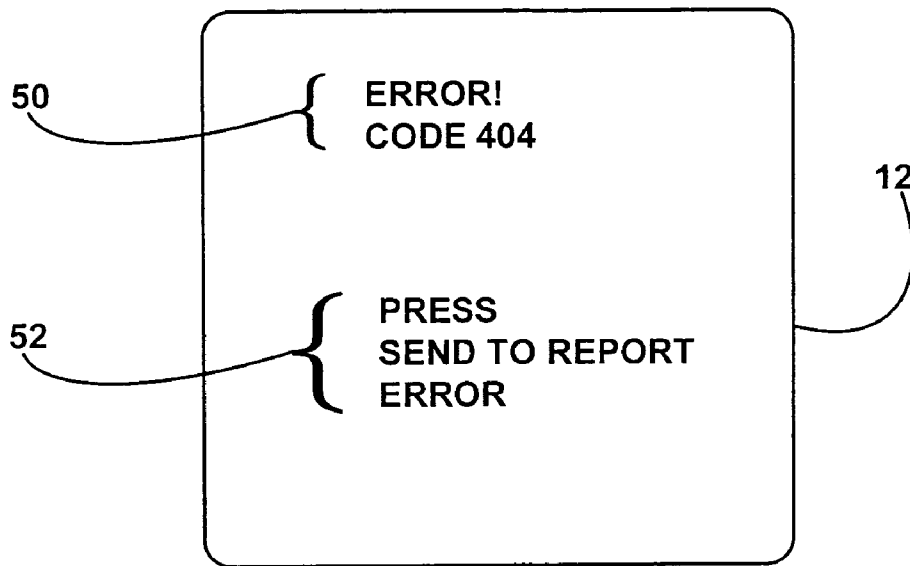 50
ERROR!
CODE 404
12
52
PRESS
SEND TO REPORT
ERROR